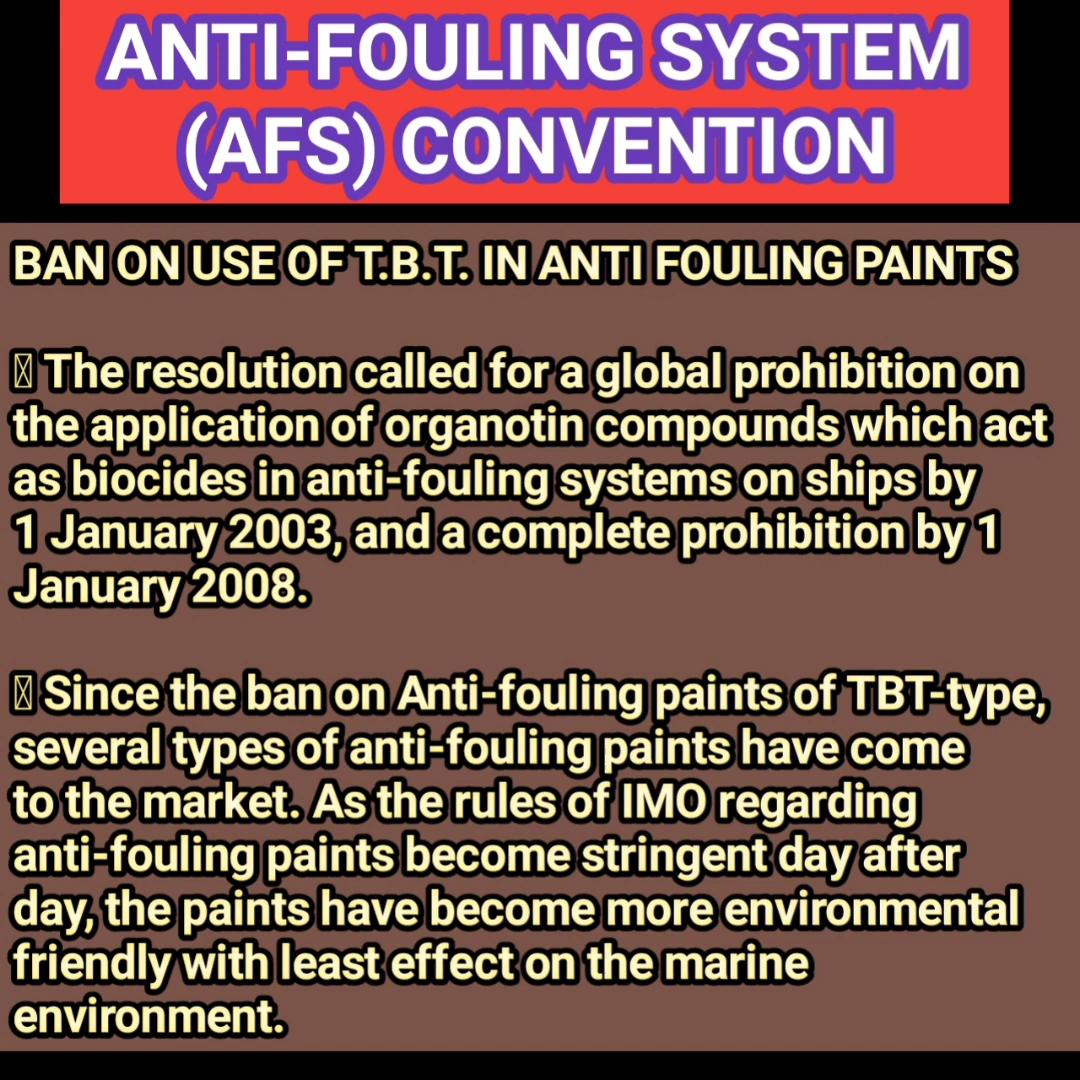 ANTI-FOULING SYSTEM
(AFS) CONVENTION
BAN ON USE OF T.B.T. IN ANTI FOULING PAINTS
The resolution called for a global prohibition on
the application of organotin compounds which act
as biocides in anti-fouling systems on ships by
1 January 2003, and a complete prohibition by 1
January 2008.
Since the ban on Anti-fouling paints of TBT-type,
several types of anti-fouling paints have come
to the market. As the rules of IMO regarding
anti-fouling paints become stringent day after
day, the paints have become more environmental
friendly with least effect on the marine
environment.